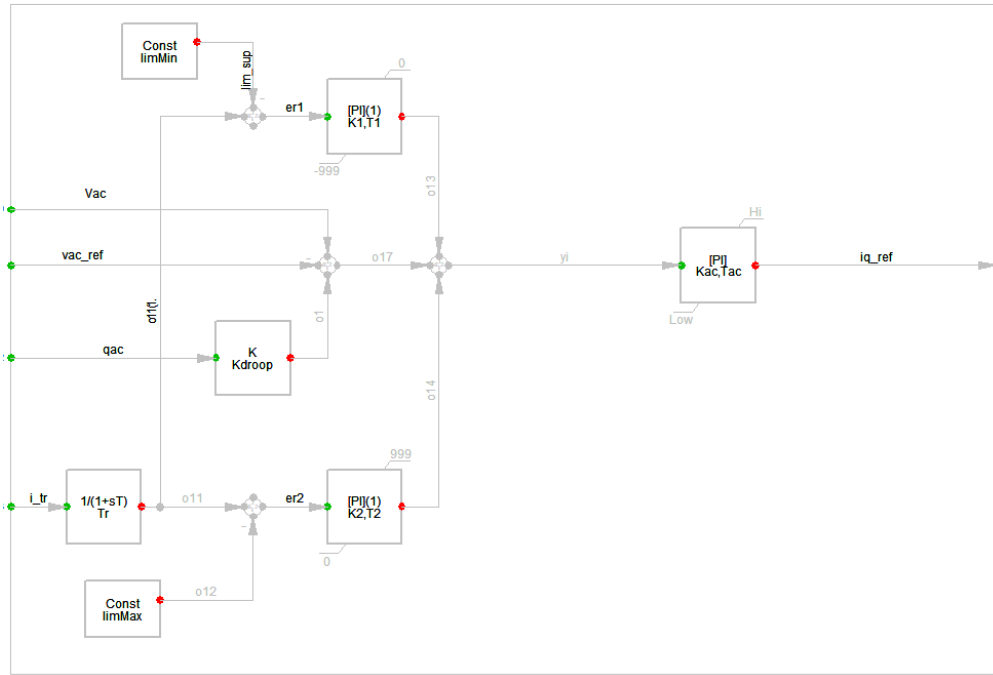 Const
limMin
lim_sup
-
0
er1
[PI](1)
K1,T1
-999
o13
Vac
-
vac_ref
o17
yi
Hi
[PI]
Kac,Tac
Low
iq_ref
o11(1.
o1
qac
K
Kdroop
o14
999
i_tr
1/(1+sT)
Tr
o11
er2
[PI](1)
K2,T2
-
0
o12
Const
limMax